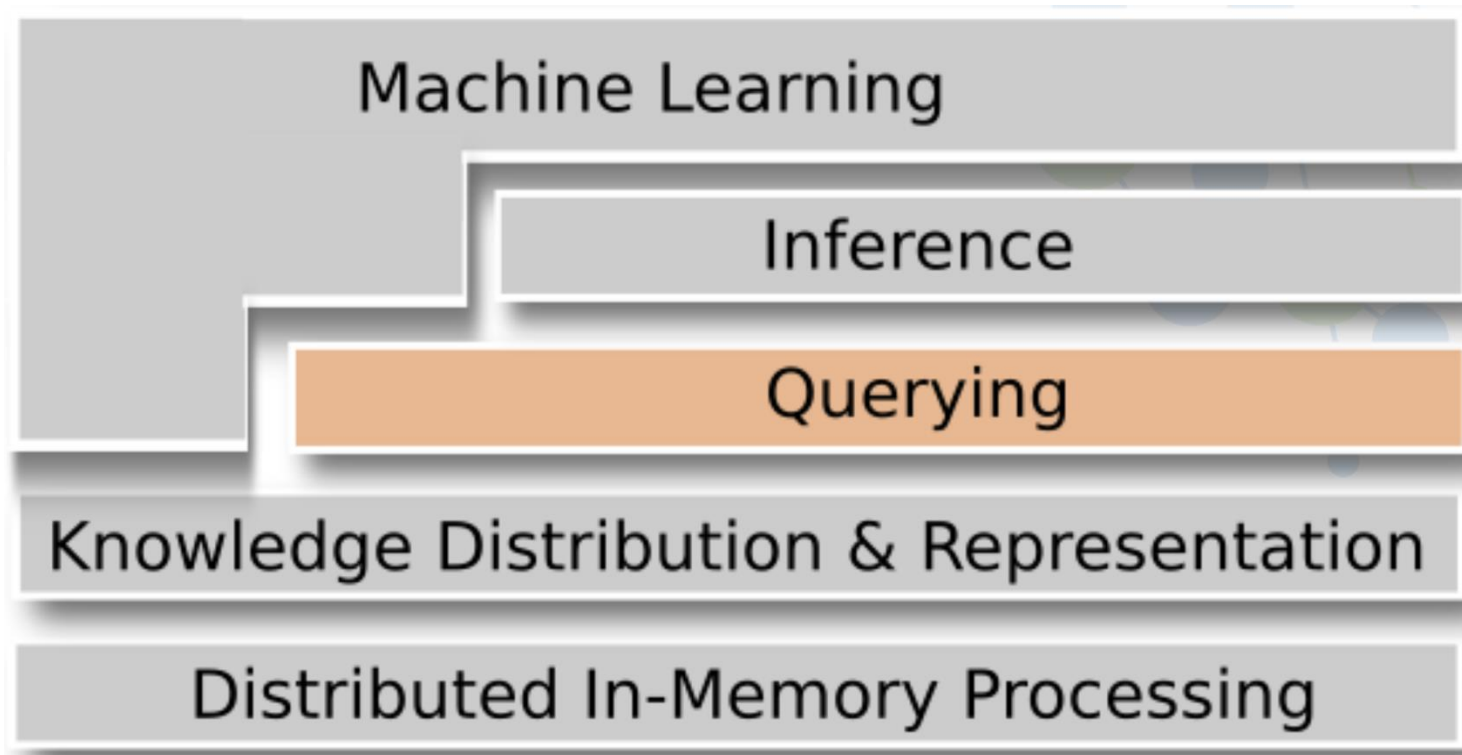 Machine Learning
Inference
Querying
Knowledge Distribution & Representation
Distributed In-Memory Processing